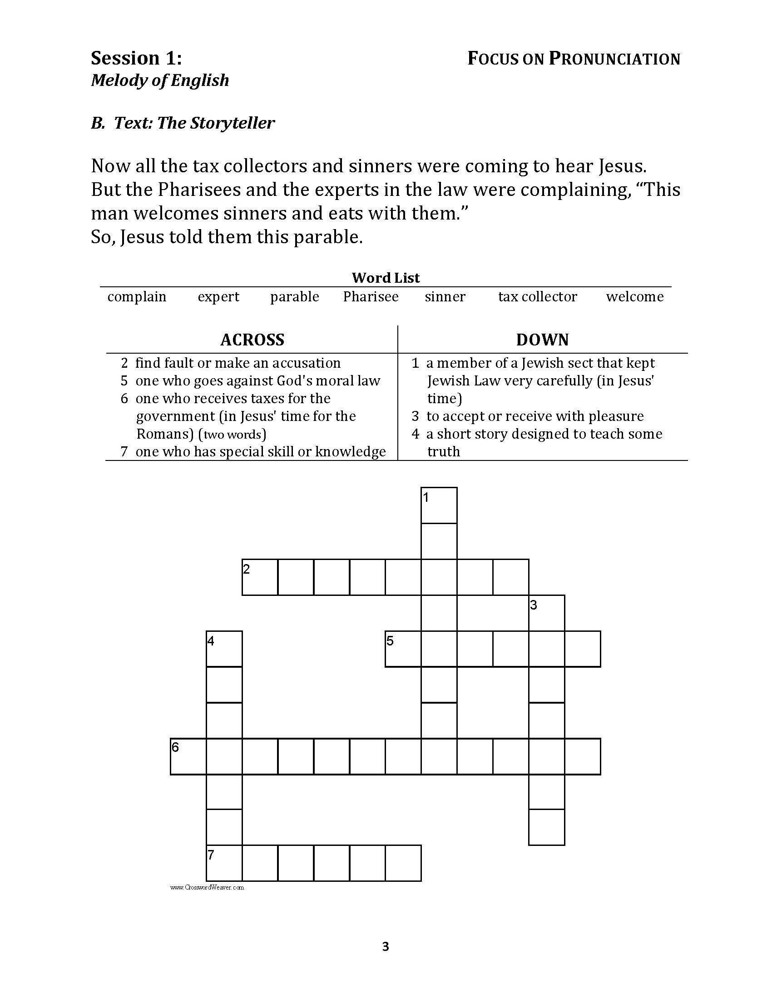 Session 1: FOCUS ON PRONUNCIATION
Melody of English
B. Text: The Storyteller
Now all the tax collectors and sinners were coming to hear Jesus.
But the Pharisees and the experts in the law were complaining, “This
man welcomes sinners and eats with them.”
So, Jesus told them this parable.
Word List
complain expert parable Pharisee sinner tax collector welcome
ACROSS
2 find fault or make an accusation
5 one who goes against God's moral law
6 one who receives taxes for the
government (in Jesus' time for the
Romans) (two words)
7 one who has special skill or knowledge
DOWN
1 a member of a Jewish sect that kept
Jewish Law very carefully (in Jesus'
time)
3 to accept or receive with pleasure
4 a short story designed to teach some
truth
1
2
3
4 5
6
7
www.CrosswordWeaver.com
3